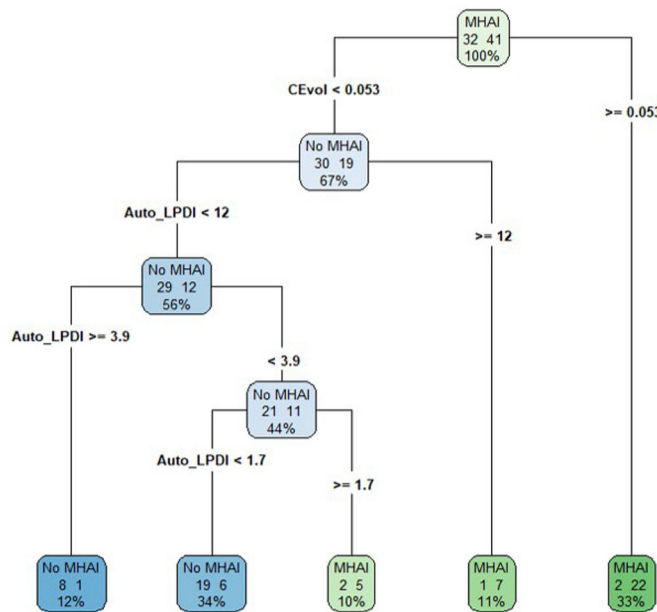 MHAI
32 41
100%
CEvol < 0.053
>= 0.053
No MHAI
30 19
67%
Auto_LPDI < 12
>= 12
No MHAI
29 12
56%
Auto_LPDI >= 3.9
< 3.9
No MHAI
21 11
44%
Auto_LPDI < 1.7
>= 1.7
No MHAI
8 1
12%
No MHAI
19 6
34%
MHAI
2 5
10%
MHAI
1 7
11%
MHAI
2 22
33%